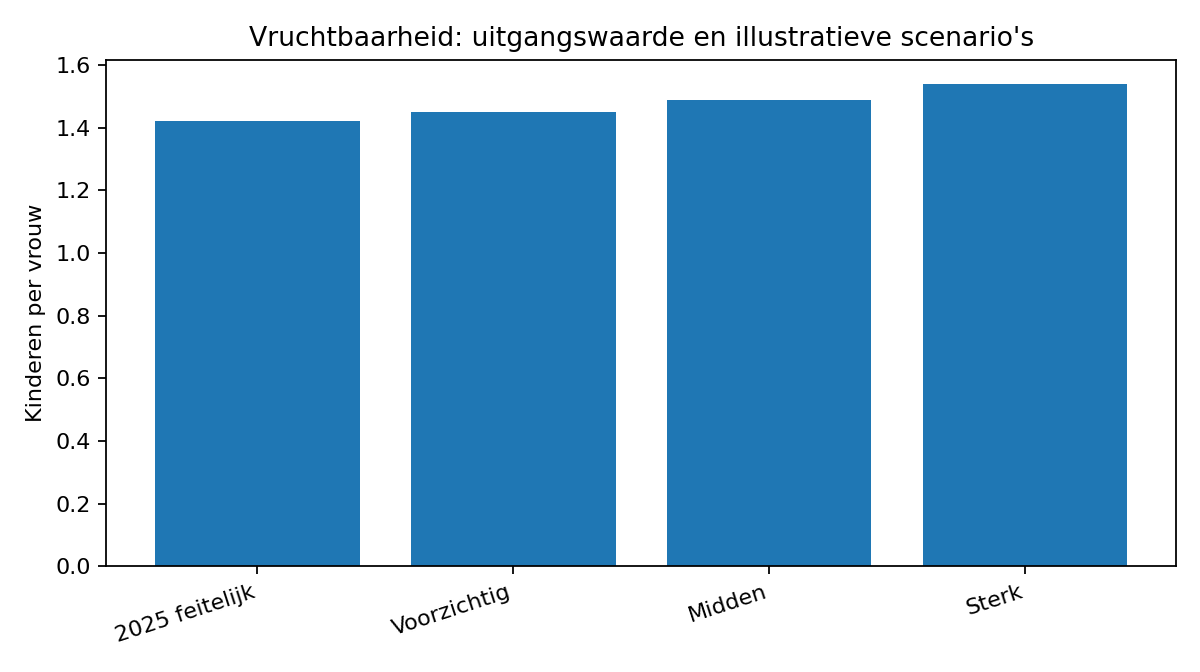 Vruchtbaarheid: uitgangswaarde en illustratieve scenario's
Kinderen per vrouw
1.6
1.4
1.2
1.0
0.8
0.6
0.4
0.2
0.0
2025 feitelijk
Voorzichtig
Midden
Sterk